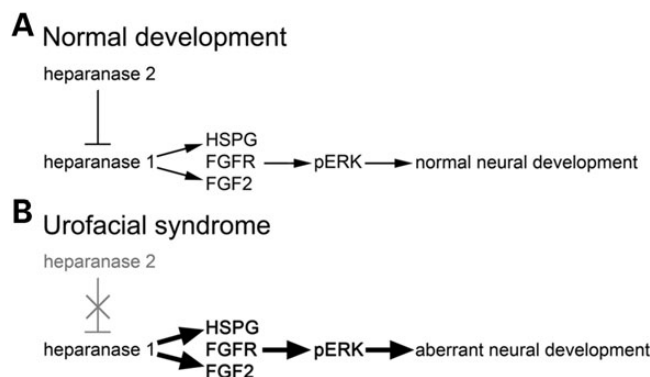 A Normal development
heparanase 2
HSPG
heparanase 1 FGFR pERK normal neural development
FGF2
B Urofacial syndrome
heparanase 2
HSPG
heparanase 1 FGFR pERK aberrant neural development
FGF2